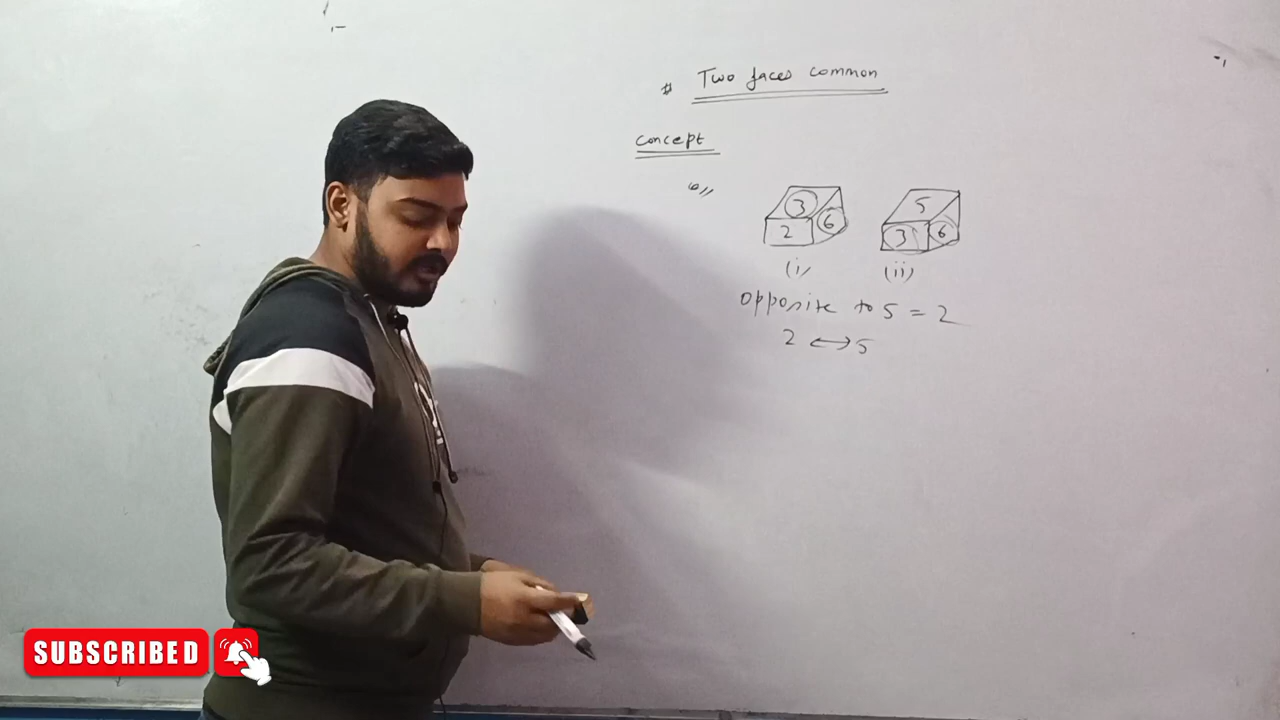 # Two faces common
concept
3
2
6
5
3
6
(i)
(ii)
opposite to 5 = 2
2 ↔ 5
SUBSCRIBED